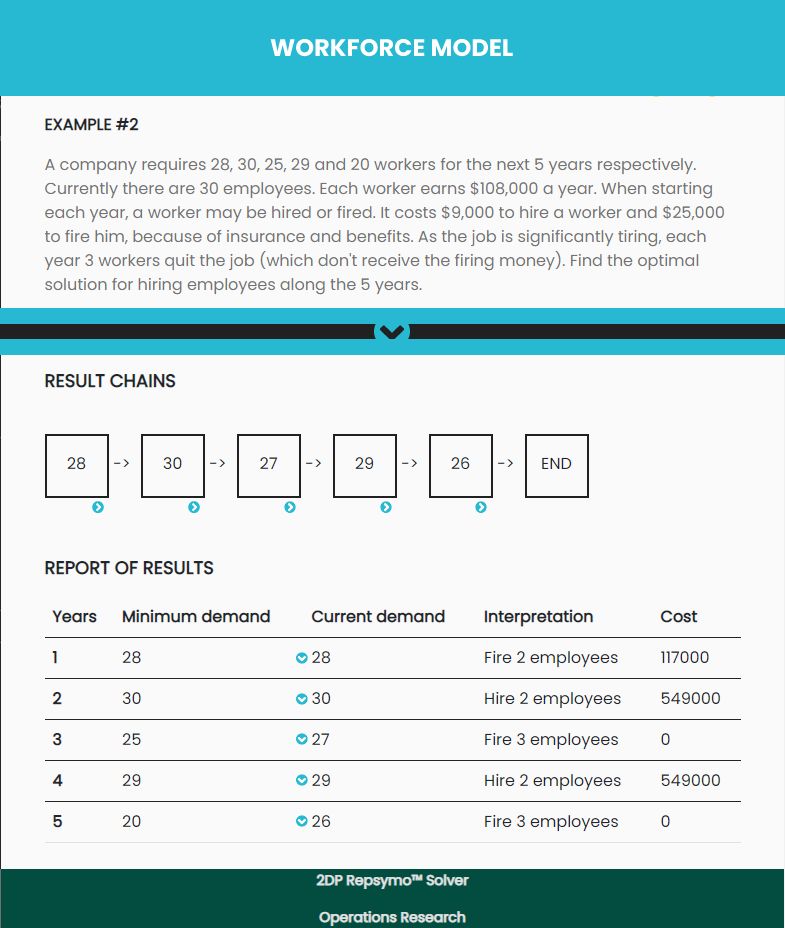 WORKFORCE MODEL
EXAMPLE #2
A company requires 28, 30, 25, 29 and 20 workers for the next 5 years respectively.
Currently there are 30 employees. Each worker earns $108,000 a year. When starting
each year, a worker may be hired or fired. It costs $9,000 to hire a worker and $25,000
to fire him, because of insurance and benefits. As the job is significantly tiring, each
year 3 workers quit the job (which don't receive the firing money). Find the optimal
solution for hiring employees along the 5 years.
RESULT CHAINS
28 -> 30 -> 27 -> 29 -> 26 -> END
REPORT OF RESULTS
Years Minimum demand Current demand Interpretation Cost
1 28 28 Fire 2 employees 117000
2 30 30 Hire 2 employees 549000
3 25 27 Fire 3 employees 0
4 29 29 Hire 2 employees 549000
5 20 26 Fire 3 employees 0
2DP Repsymo™ Solver
Operations Research